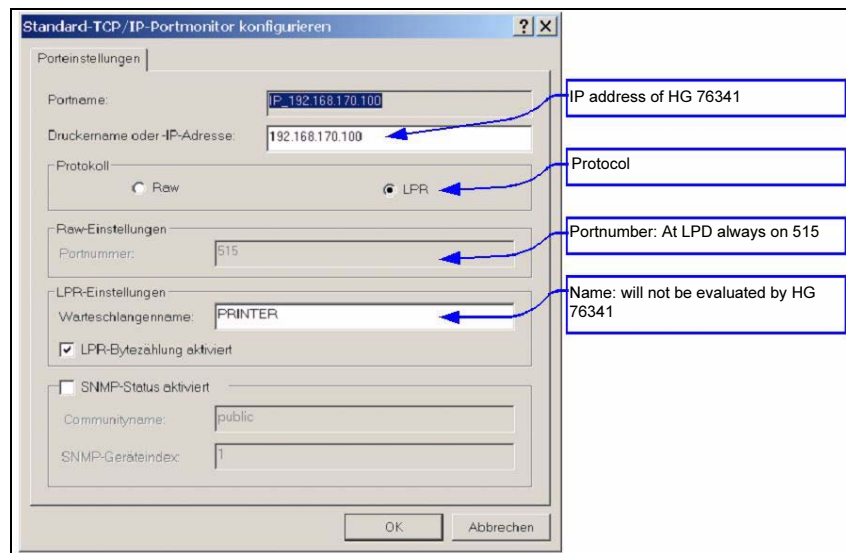 Standard-TCP/IP-Portmonitor konfigurieren
Porteinstellungen
Portname: IP_192.168.170.100
Druckername oder -IP-Adresse: 192.168.170.100
IP address of HG 76341
Protokoll
Raw LPR
Protocol
Raw-Einstellungen
Portnummer: 515
Portnumber: At LPD always on 515
LPR-Einstellungen
Warteschlangenname: PRINTER
Name: will not be evaluated by HG
76341
LPR-Bytezählung aktiviert
SNMP-Status aktiviert
Communityname: public
SNMP-Geräteindex: 1
OK Abbrechen